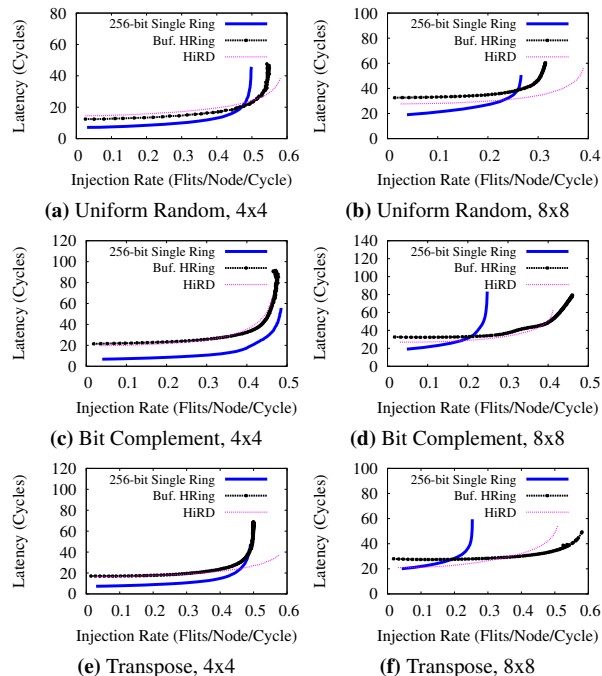 80
60
40
20
0
Latency (Cycles)
256-bit Single Ring
Buf. HRing
HiRD
0 0.1 0.2 0.3 0.4 0.5 0.6
Injection Rate (Flits/Node/Cycle)
(a) Uniform Random, 4x4
100
80
60
40
20
0
Latency (Cycles)
256-bit Single Ring
Buf. HRing
HiRD
0 0.1 0.2 0.3 0.4
Injection Rate (Flits/Node/Cycle)
(b) Uniform Random, 8x8
120
100
80
60
40
20
0
Latency (Cycles)
256-bit Single Ring
Buf. HRing
HiRD
0 0.1 0.2 0.3 0.4 0.5
Injection Rate (Flits/Node/Cycle)
(c) Bit Complement, 4x4
140
120
100
80
60
40
20
0
Latency (Cycles)
256-bit Single Ring
Buf. HRing
HiRD
0 0.1 0.2 0.3 0.4 0.5
Injection Rate (Flits/Node/Cycle)
(d) Bit Complement, 8x8
120
100
80
60
40
20
0
Latency (Cycles)
256-bit Single Ring
Buf. HRing
HiRD
0 0.1 0.2 0.3 0.4 0.5 0.6
Injection Rate (Flits/Node/Cycle)
(e) Transpose, 4x4
100
80
60
40
20
0
Latency (Cycles)
256-bit Single Ring
Buf. HRing
HiRD
0 0.1 0.2 0.3 0.4 0.5 0.6
Injection Rate (Flits/Node/Cycle)
(f) Transpose, 8x8